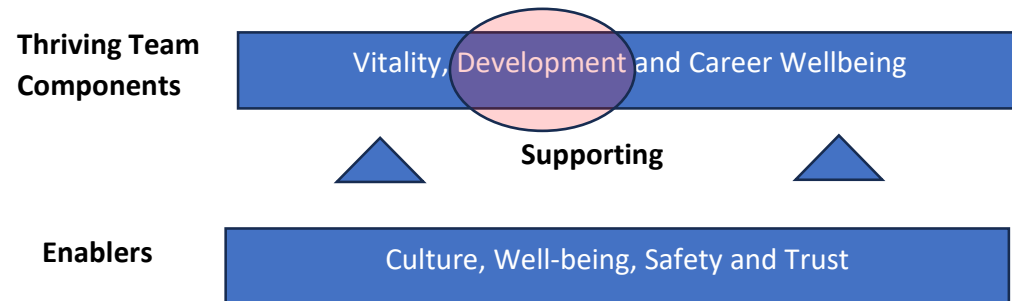 Thriving Team
Components
Vitality, Development and Career Wellbeing
Supporting
Enablers
Culture, Well-being, Safety and Trust